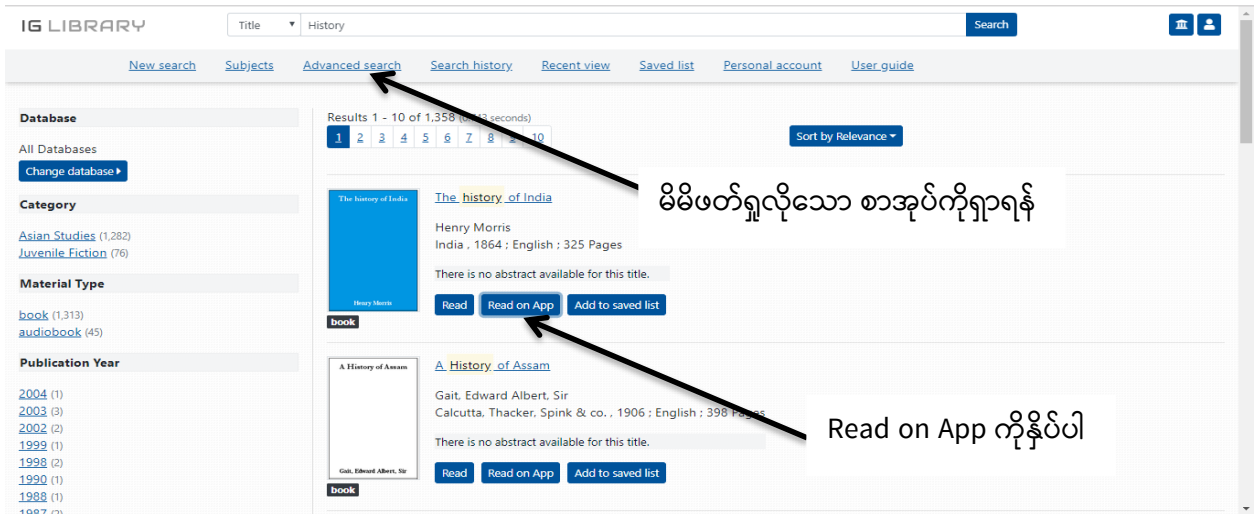 IG LIBRARY
Title
History
Search
New search Subjects Advanced search Search history Recent view Saved list Personal account User guide
Database
All Databases
Change database
Category
Asian Studies (1,282)
Juvenile Fiction (76)
Material Type
book (1,313)
audiobook (45)
Publication Year
2004 (1)
2003 (3)
2002 (2)
1999 (1)
1998 (2)
1990 (1)
1988 (1)
1987 (2)
Results 1 - 10 of 1,358 seconds)
1 2 3 4 5 6 7 8 9 10
Sort by Relevance
The history of India
Henry Morris
book
The history of India
Henry Morris
India , 1864 ; English ; 325 Pages
There is no abstract available for this title.
Read Read on App Add to saved list
မိမိဖတ်ရှုလိုသော စာအုပ်ကိုရှာရန်
A History of Assam
Gait, Edward Albert, Sir
book
A History of Assam
Gait, Edward Albert, Sir
Calcutta, Thacker, Spink & co. , 1906 ; English ; 398 Pages
There is no abstract available for this title.
Read Read on App Add to saved list
Read on App ကိုနှိပ်ပါ